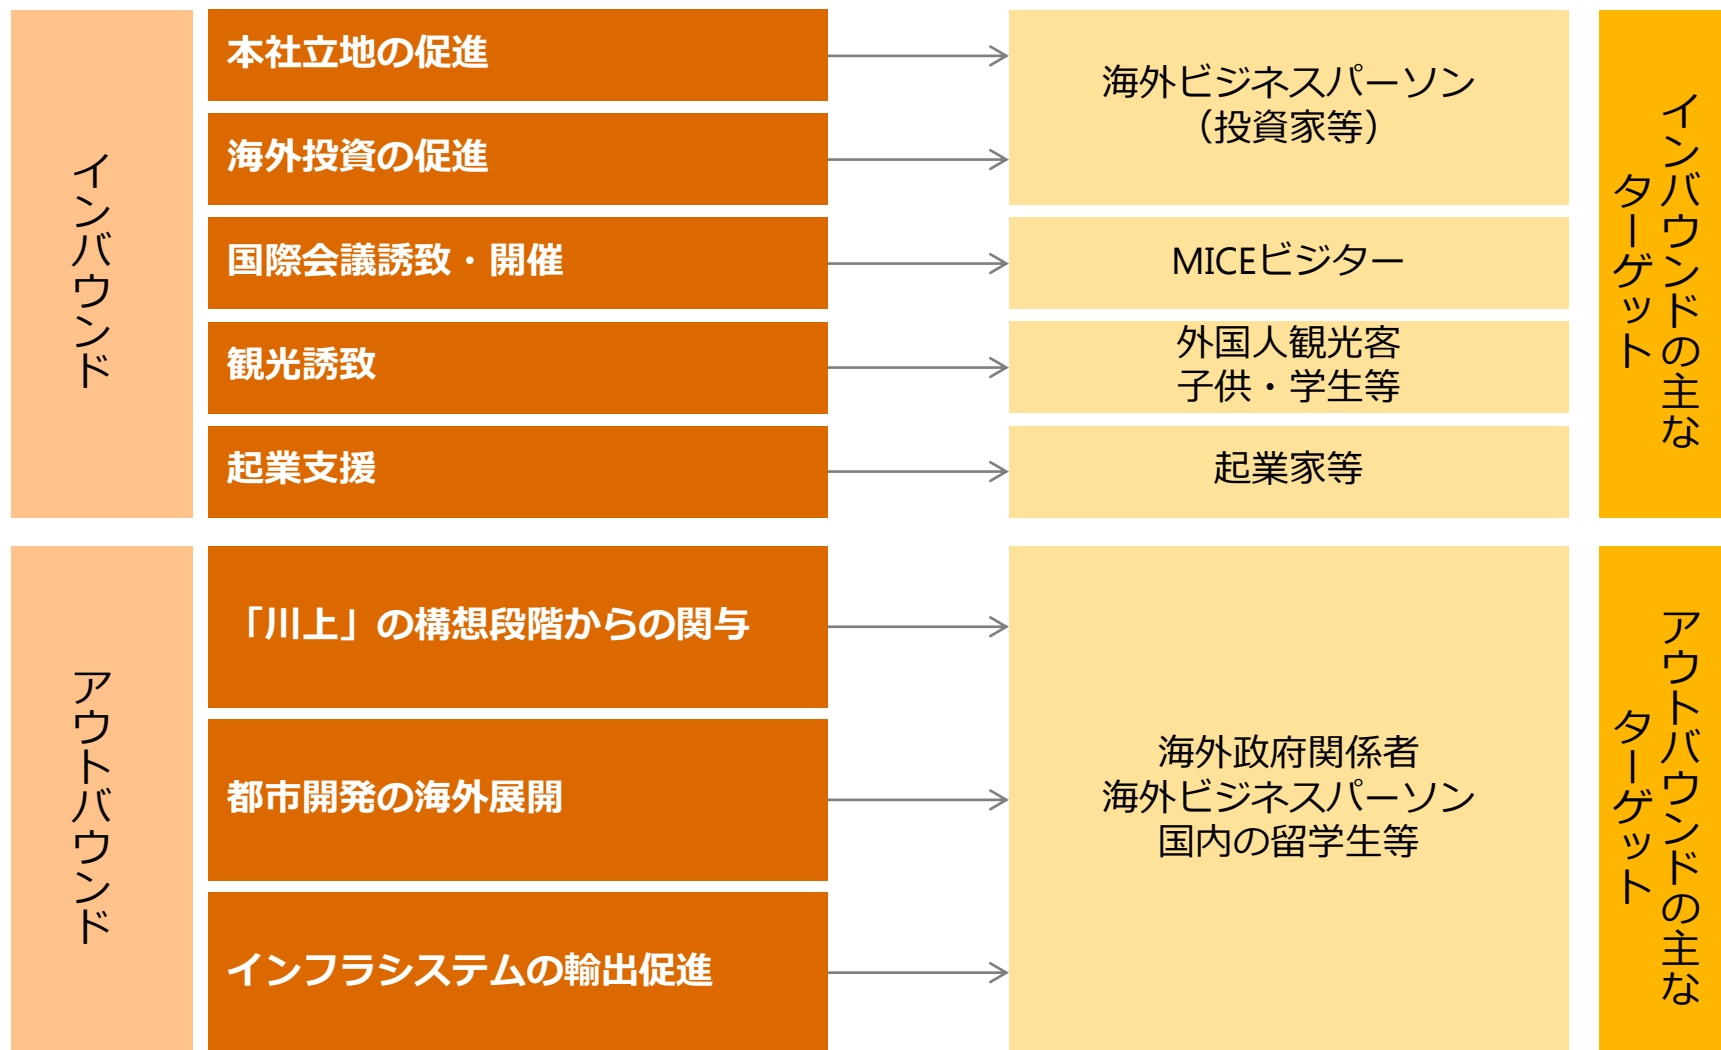 インバウンド
本社立地の促進
海外ビジネスパーソン
（投資家等）
海外投資の促進
国際会議誘致・開催
MICEビジター
観光誘致
外国人観光客
子供・学生等
起業支援
起業家等
インバウンドの主な
ターゲット
アウトバウンド
「川上」の構想段階からの関与
都市開発の海外展開
インフラシステムの輸出促進
海外政府関係者
海外ビジネスパーソン
国内の留学生等
アウトバウンドの主な
ターゲット